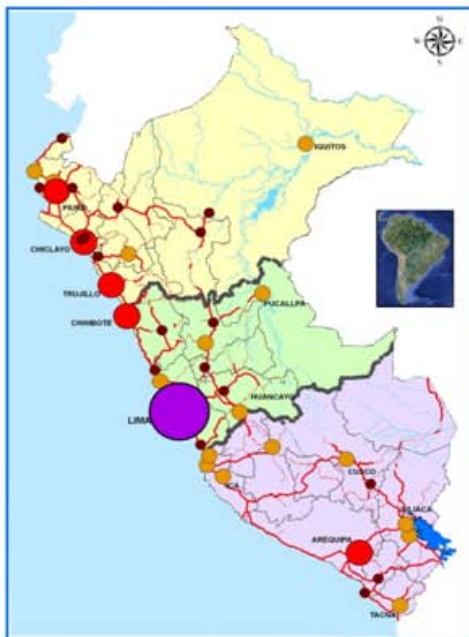 N
W
E
S
IQUITOS
PIURA
CHICLAYO
TRUJILLO
CHIMBOTE
PUCALLPA
HUANCAYO
LIMA
ICA
CUSCO
JULIACA
AREQUIPA
TACNA